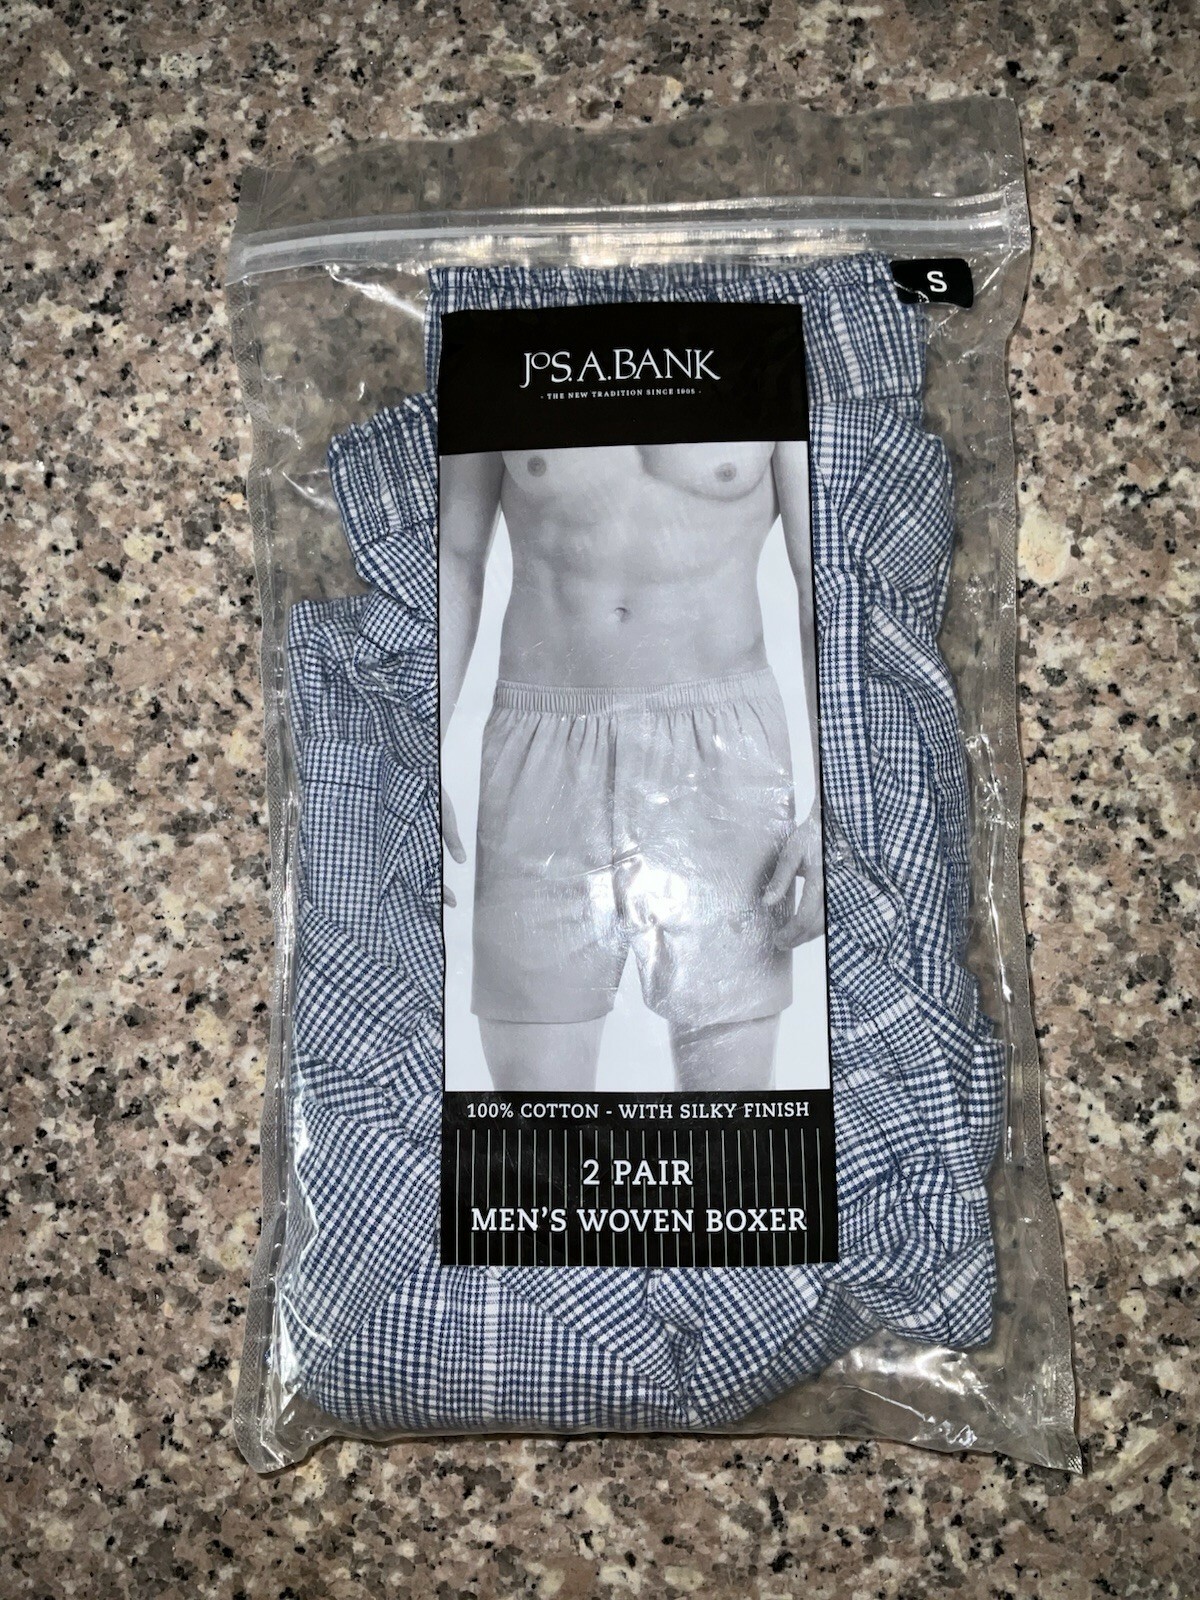 S
JOS. A. BANK
- THE NEW TRADITION SINCE 1905 -
100% COTTON - WITH SILKY FINISH
2 PAIR
MEN'S WOVEN BOXER